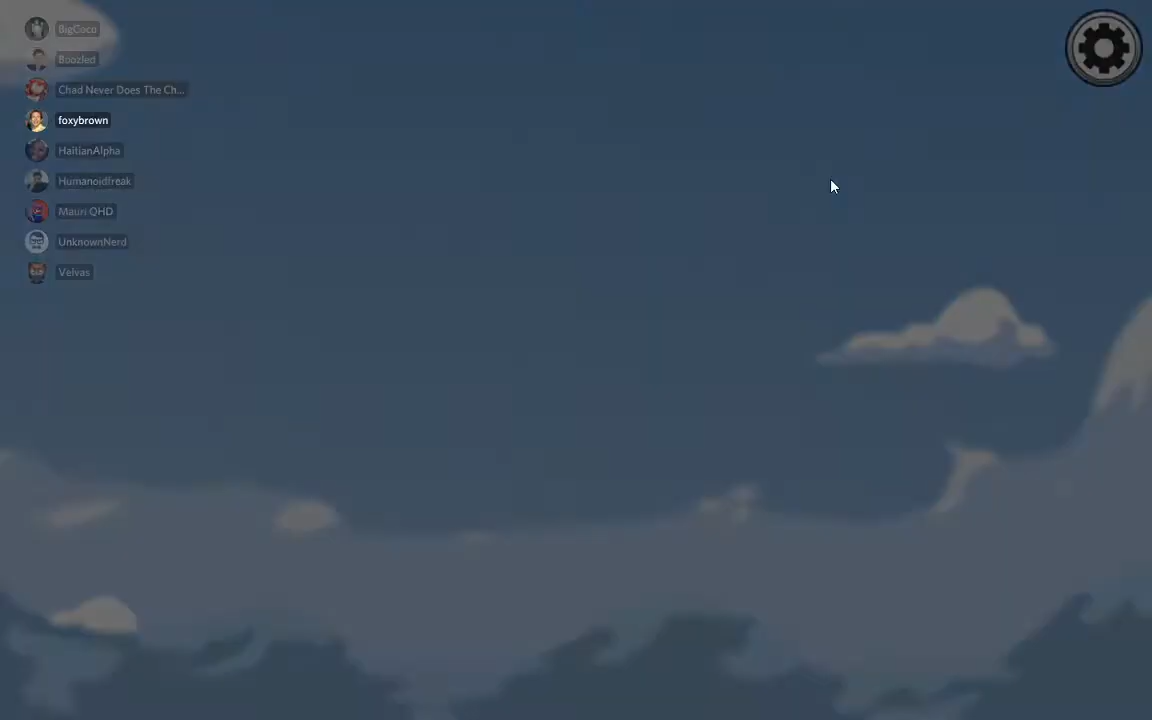 BigCoco
Boozled
Chad Never Does The Ch...
foxybrown
HaitianAlpha
Humanoidfreak
Mauri QHD
UnknownNerd
Velvas